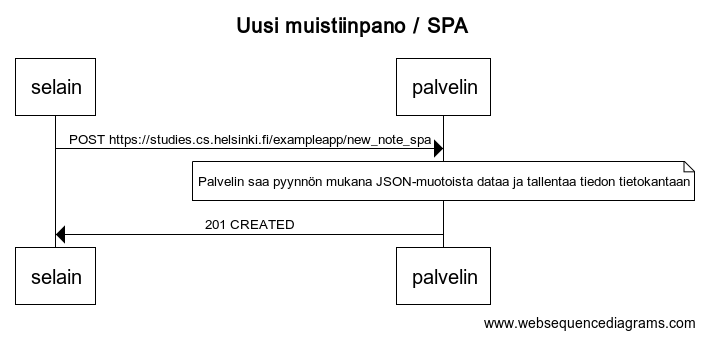 Uusi muistiinpano / SPA
selain
palvelin
POST https://studies.cs.helsinki.fi/exampleapp/new_note_spa
Palvelin saa pyynnön mukana JSON-muotoista dataa ja tallentaa tiedon tietokantaan
201 CREATED
selain
palvelin
www.websequencediagrams.com